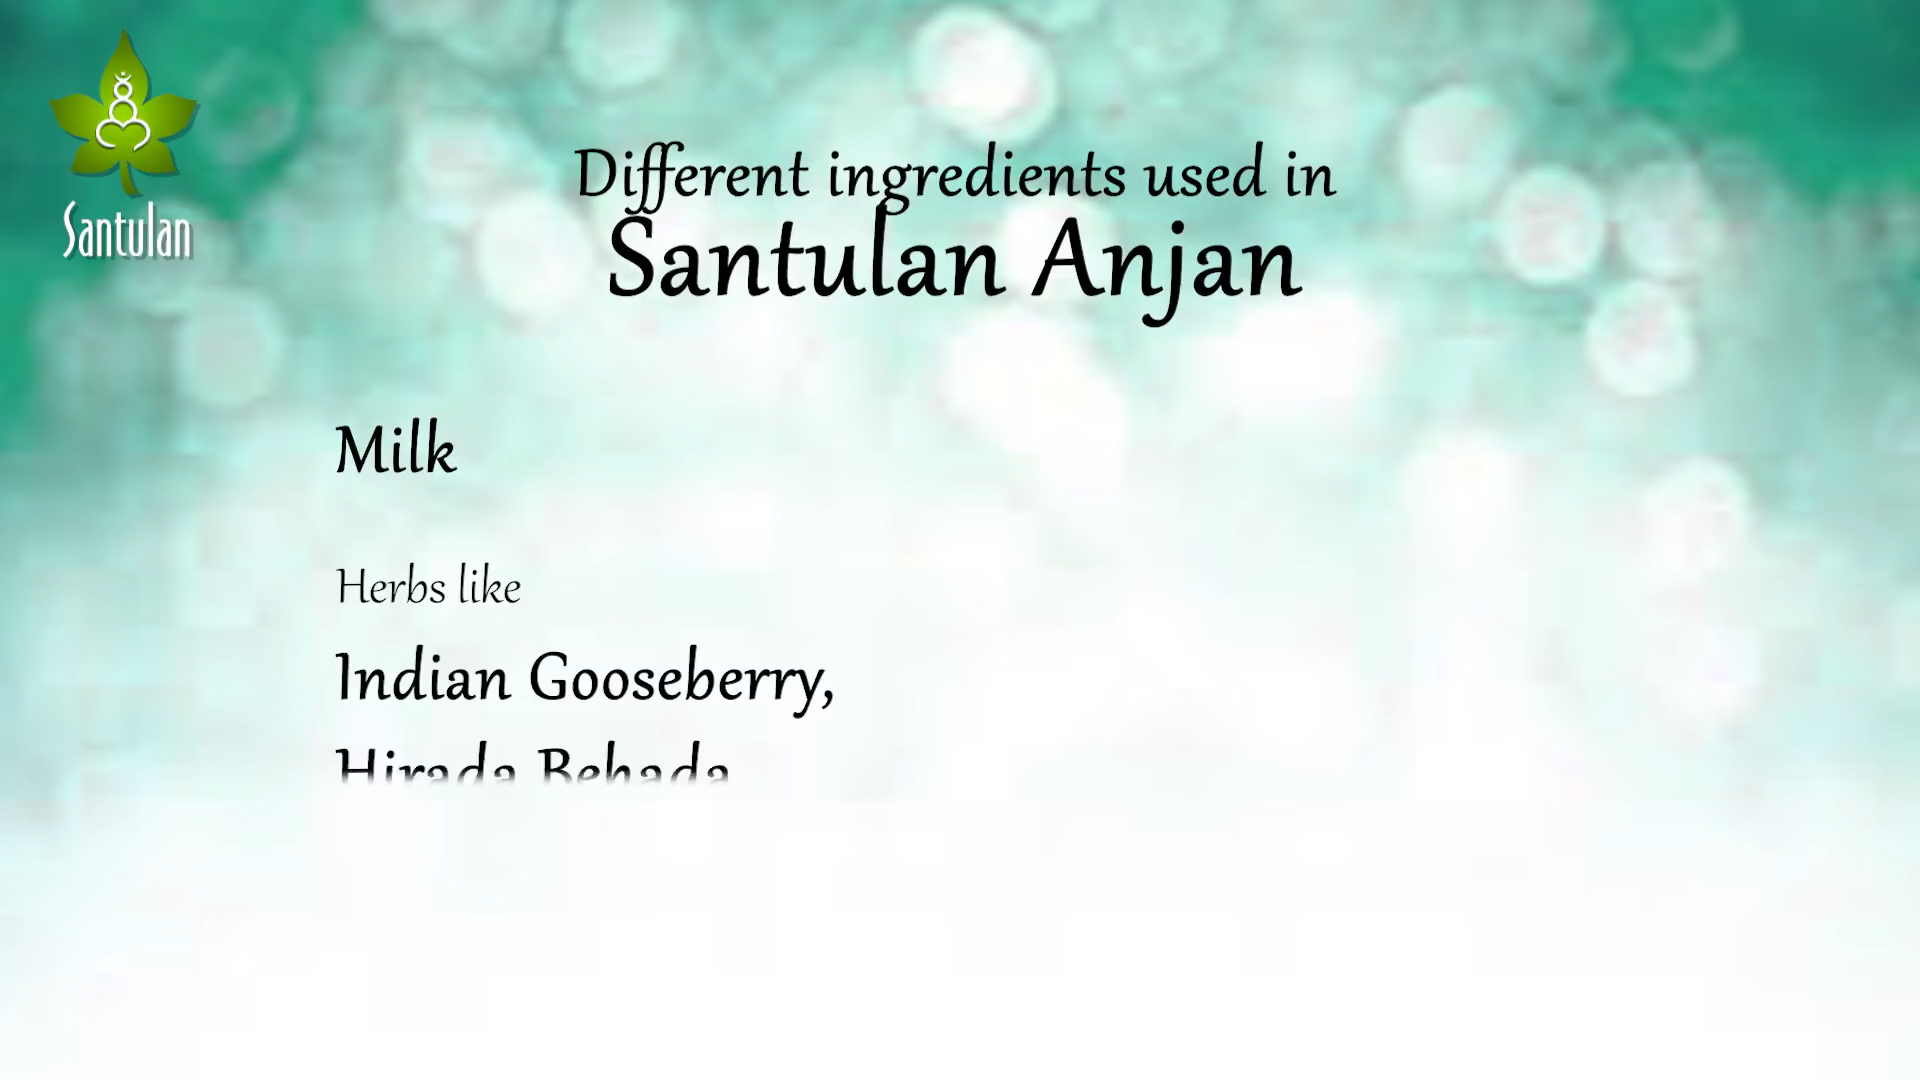 Santulan
Different ingredients used in
Santulan Anjan
Milk
Herbs like
Indian Gooseberry,
Hirada Behada